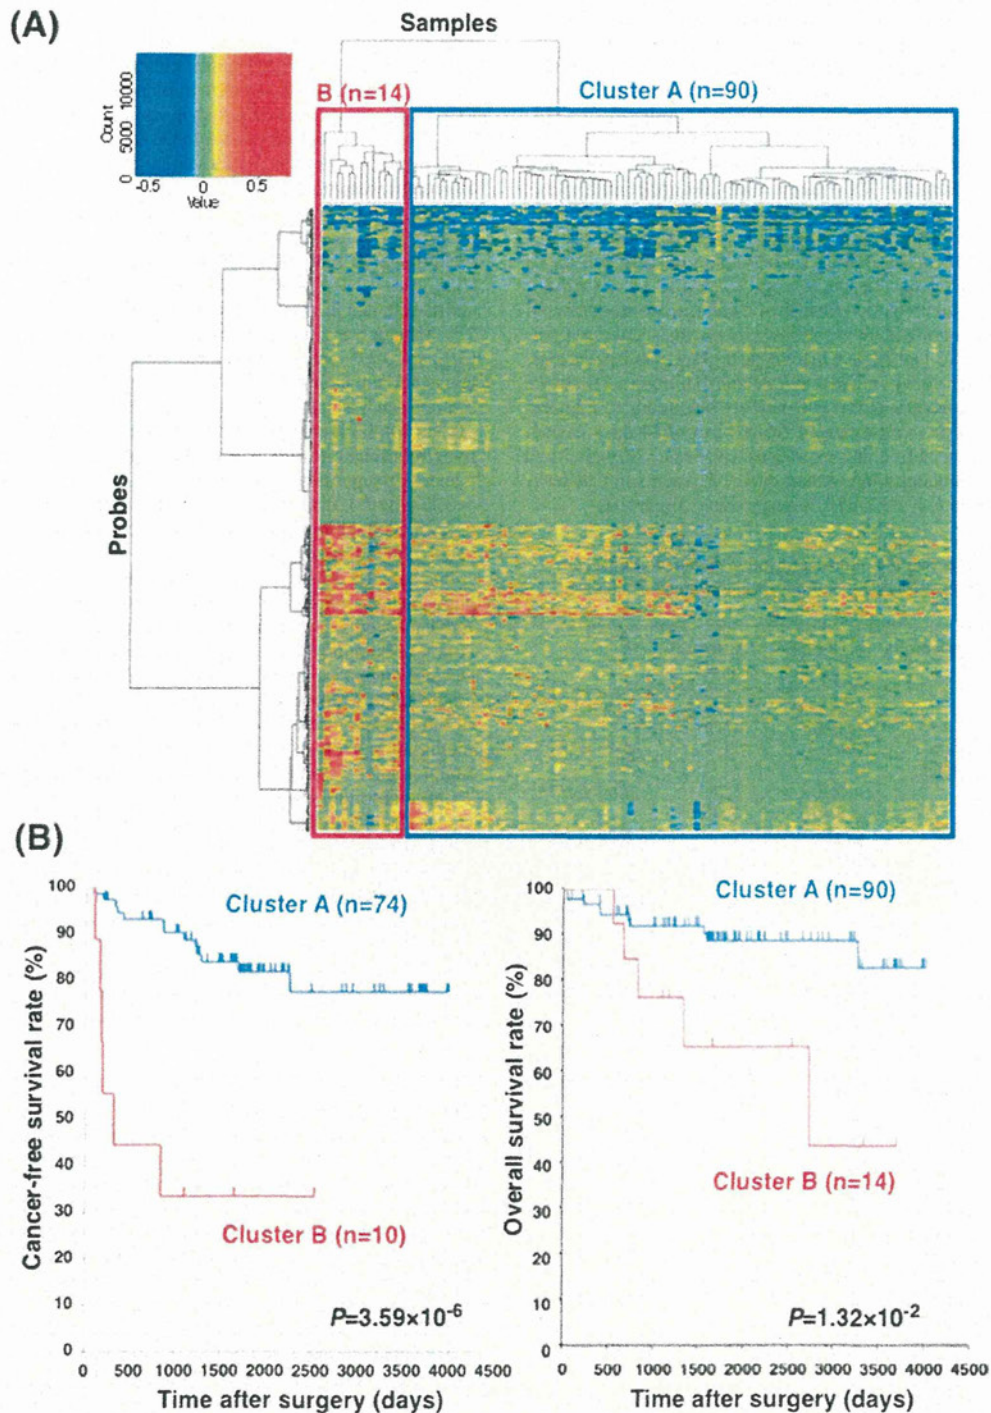 (A)
Samples
10000
5000
0
Count
-0.5 0 0.5
Value
B (n=14)
Cluster A (n=90)
Probes
(B)
100
90
80
70
60
50
40
30
20
10
0
Cancer-free survival rate (%)
Cluster A (n=74)
Cluster B (n=10)
P=3.59×10-6
0 500 1000 1500 2000 2500 3000 3500 4000 4500
Time after surgery (days)
100
90
80
70
60
50
40
30
20
10
0
Overall survival rate (%)
Cluster A (n=90)
Cluster B (n=14)
P=1.32×10-2
0 500 1000 1500 2000 2500 3000 3500 4000 4500
Time after surgery (days)